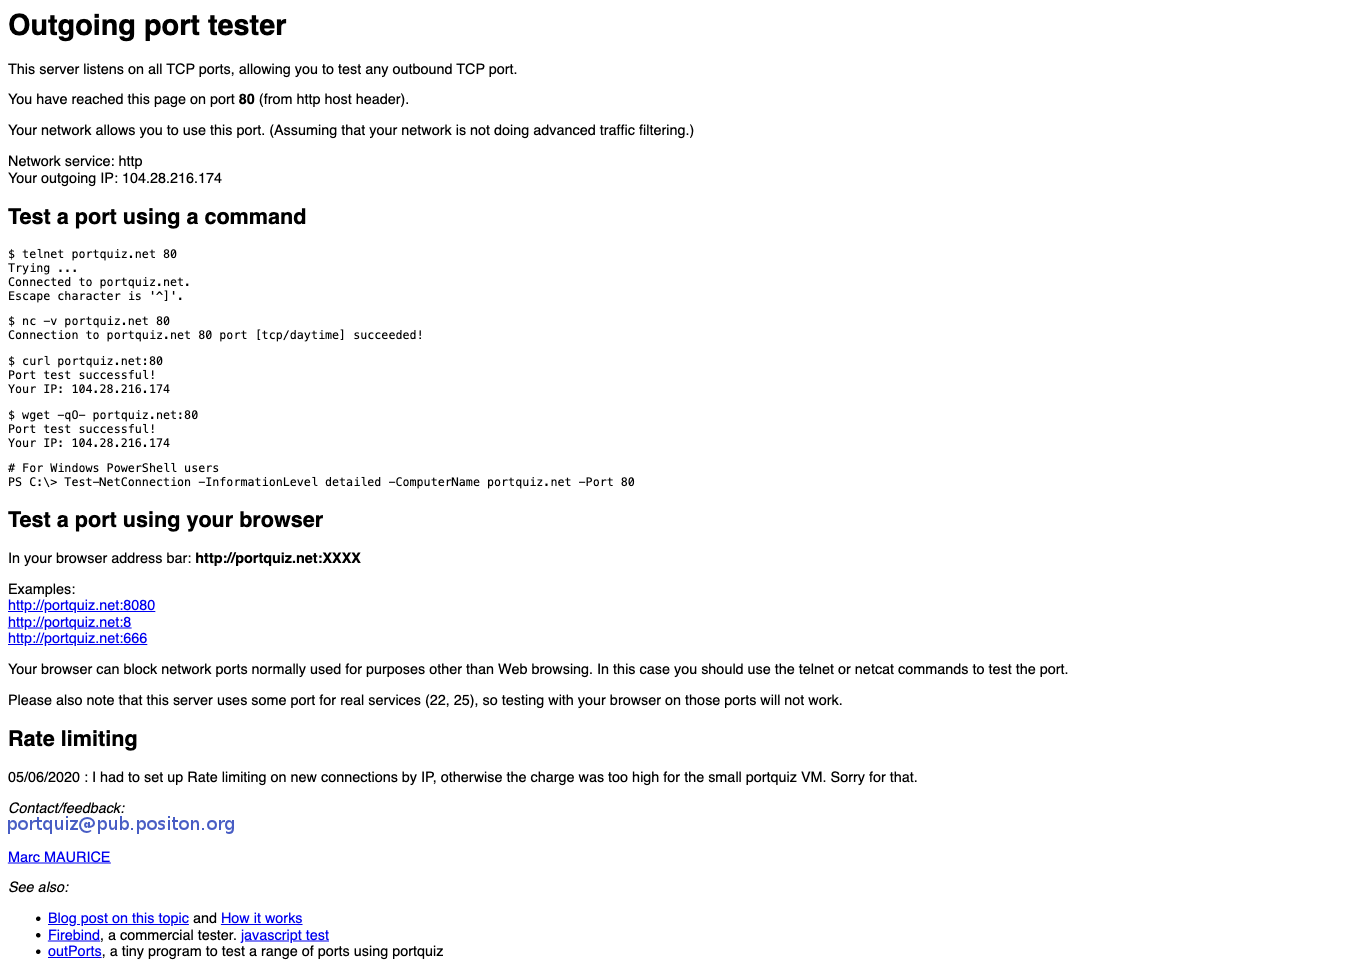 Outgoing port tester
This server listens on all TCP ports, allowing you to test any outbound TCP port.
You have reached this page on port 80 (from http host header).
Your network allows you to use this port. (Assuming that your network is not doing advanced traffic filtering.)
Network service: http
Your outgoing IP: 104.28.216.174
Test a port using a command
$ telnet portquiz.net 80
Trying ...
Connected to portquiz.net.
Escape character is '^]'.
$ nc -v portquiz.net 80
Connection to portquiz.net 80 port [tcp/daytime] succeeded!
$ curl portquiz.net:80
Port test successful!
Your IP: 104.28.216.174
$ wget -qO- portquiz.net:80
Port test successful!
Your IP: 104.28.216.174
# For Windows PowerShell users
PS C:\> Test-NetConnection -InformationLevel detailed -ComputerName portquiz.net -Port 80
Test a port using your browser
In your browser address bar: http://portquiz.net:XXXX
Examples:
http://portquiz.net:8080
http://portquiz.net:8
http://portquiz.net:666
Your browser can block network ports normally used for purposes other than Web browsing. In this case you should use the telnet or netcat commands to test the port.
Please also note that this server uses some port for real services (22, 25), so testing with your browser on those ports will not work.
Rate limiting
05/06/2020 : I had to set up Rate limiting on new connections by IP, otherwise the charge was too high for the small portquiz VM. Sorry for that.
Contact/feedback:
portquiz@pub.positon.org
Marc MAURICE
See also:
• Blog post on this topic and How it works
• Firebind, a commercial tester. javascript test
• outPorts, a tiny program to test a range of ports using portquiz